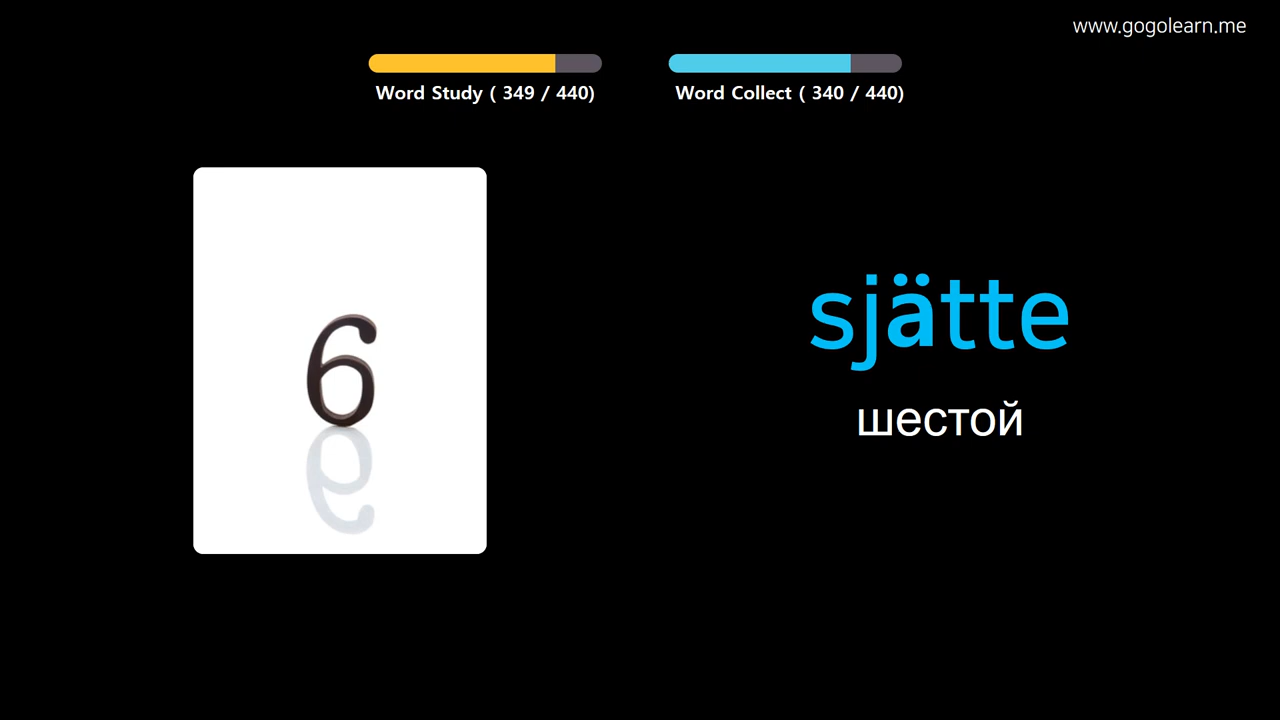 www.gogolearn.me
Word Study ( 349 / 440)
Word Collect ( 340 / 440)
6
sjätte
шестой